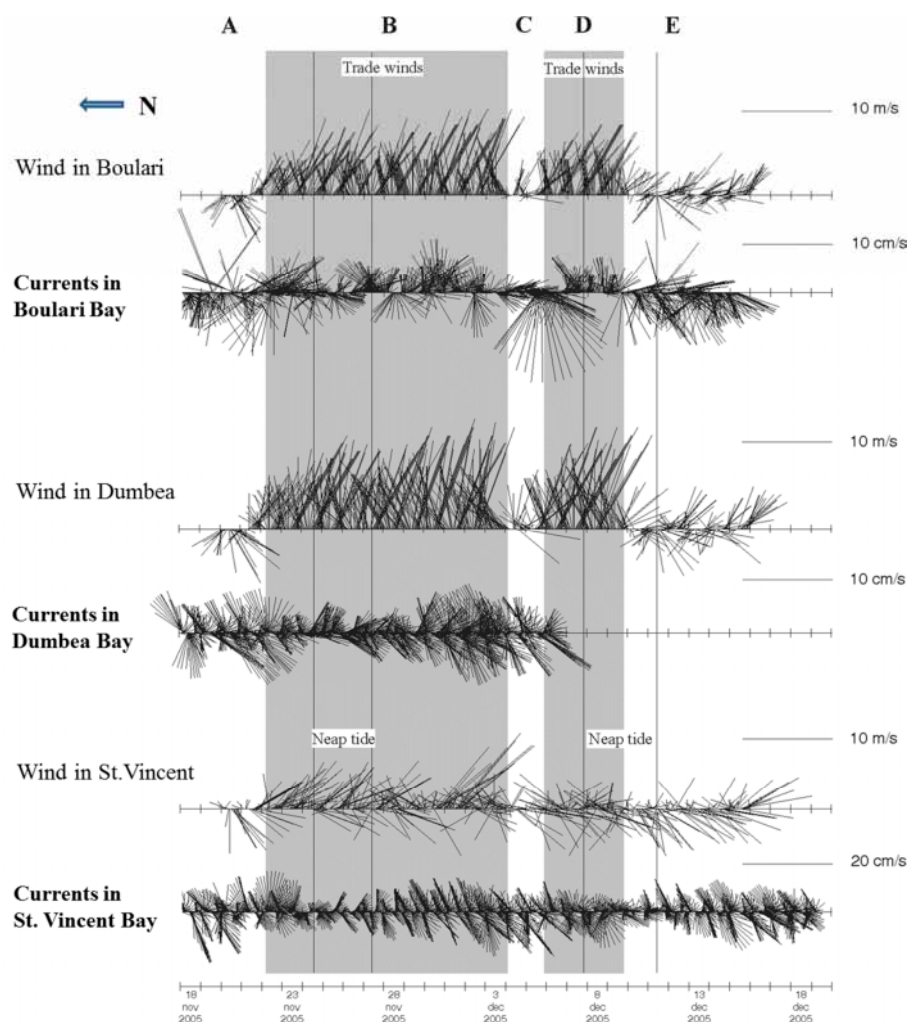 A B C D E
Trade winds Trade winds
N
10 m/s
Wind in Boulari
10 cm/s
Currents in
Boulari Bay
10 m/s
Wind in Dumbea
10 cm/s
Currents in
Dumbea Bay
Neap tide Neap tide
10 m/s
Wind in St.Vincent
20 cm/s
Currents in
St. Vincent Bay
18 23 28 3 8 13 18
nov nov nov dec dec dec dec
2005 2005 2005 2005 2005 2005 2005